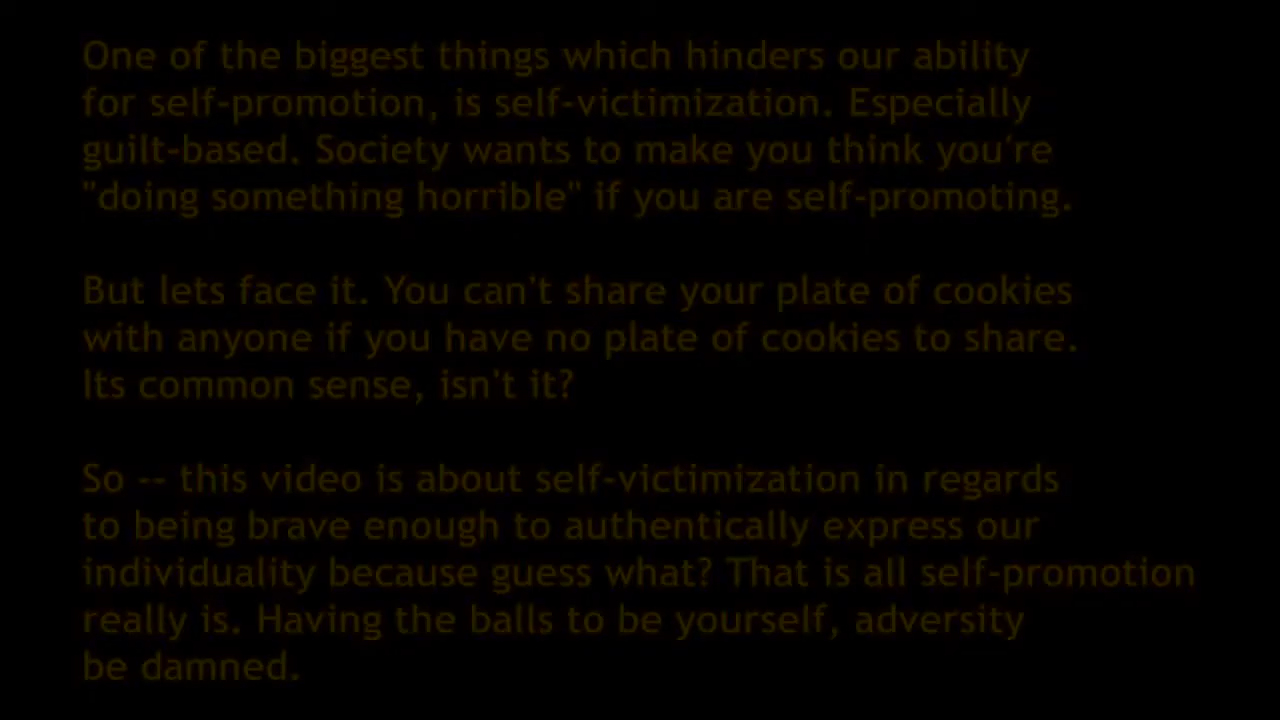 One of the biggest things which hinders our ability
for self-promotion, is self-victimization. Especially
guilt-based. Society wants to make you think you're
"doing something horrible" if you are self-promoting.
But lets face it. You can't share your plate of cookies
with anyone if you have no plate of cookies to share.
Its common sense, isn't it?
So -- this video is about self-victimization in regards
to being brave enough to authentically express our
individuality because guess what? That is all self-promotion
really is. Having the balls to be yourself, adversity
be damned.